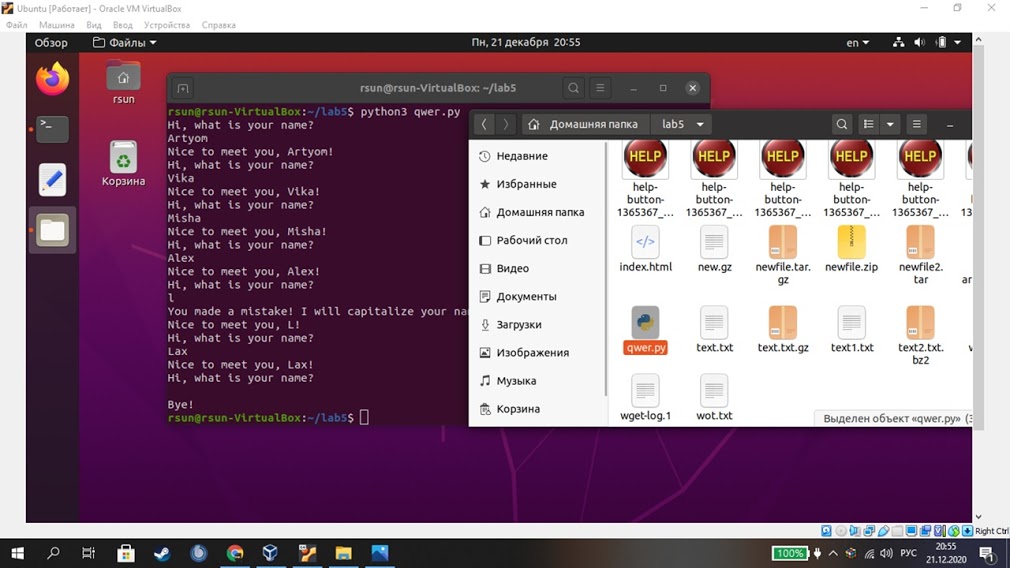 Ubuntu [Работает] - Oracle VM VirtualBox
Файл Машина Вид Ввод Устройства Справка
Обзор Файлы Пн, 21 декабря 20:55 en
rsun
Корзина
rsun@rsun-VirtualBox: ~/lab5
rsun@rsun-VirtualBox:~/lab5$ python3 qwer.py
Hi, what is your name?
Artyom
Nice to meet you, Artyom!
Hi, what is your name?
Vika
Nice to meet you, Vika!
Hi, what is your name?
Misha
Nice to meet you, Misha!
Hi, what is your name?
Alex
Nice to meet you, Alex!
Hi, what is your name?
l
You made a mistake! I will capitalize your na
Nice to meet you, L!
Hi, what is your name?
Lax
Nice to meet you, Lax!
Hi, what is your name?
Bye!
rsun@rsun-VirtualBox:~/lab5$
Домашняя папка lab5
Недавние
Избранные
Домашняя папка
Рабочий стол
Видео
Документы
Загрузки
Изображения
Музыка
Корзина
HELP HELP HELP HELP HELP
help- help- help- help- help-
button- button- button- button- button-
1365367_... 1365367_... 1365367_... 1365367_... 1365367_...
index.html new.gz newfile.tar. newfile.zip newfile2.
gz tar
qwer.py text.txt text.txt.gz text1.txt text2.txt.
bz2
wget-log.1 wot.txt
Выделен объект «qwer.py» (3
Right Ctrl
100% РУС 20:55
21.12.2020
1